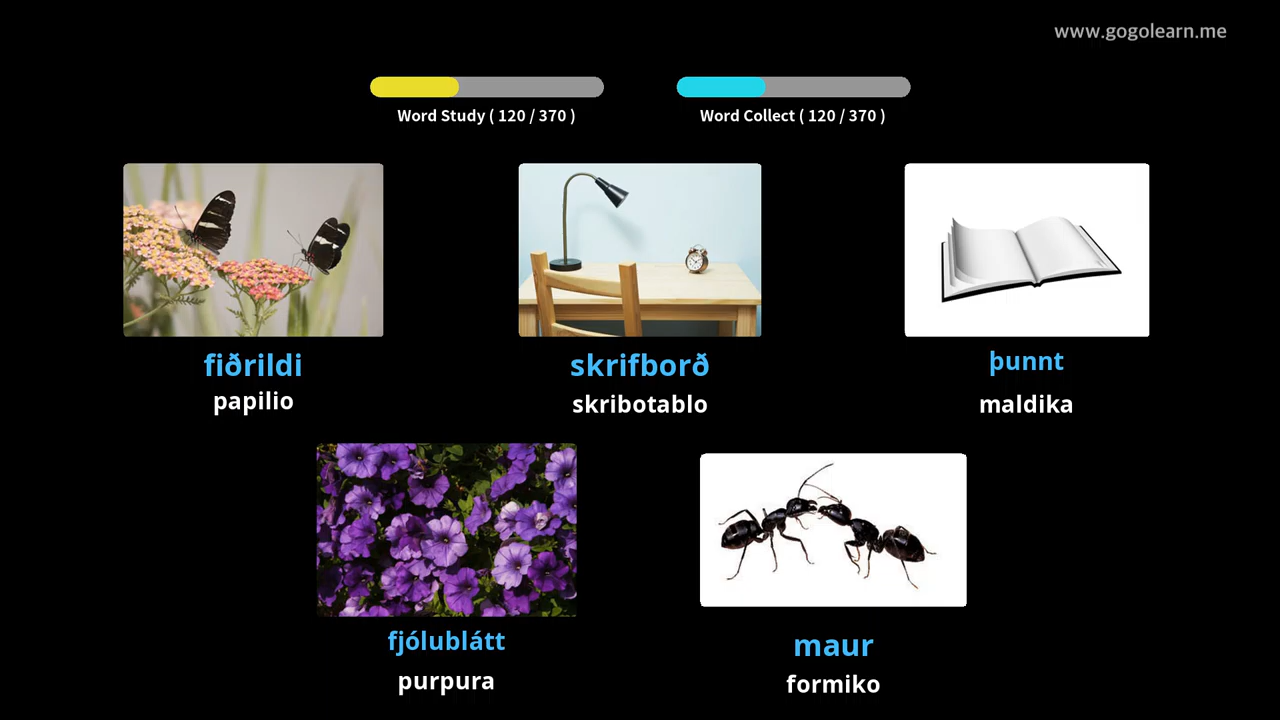 www.gogolearn.me
Word Study ( 120 / 370 )
Word Collect ( 120 / 370 )
fiðrildi
papilio
skrifborð
skribotablo
þunnt
maldika
fjólublátt
purpura
maur
formiko